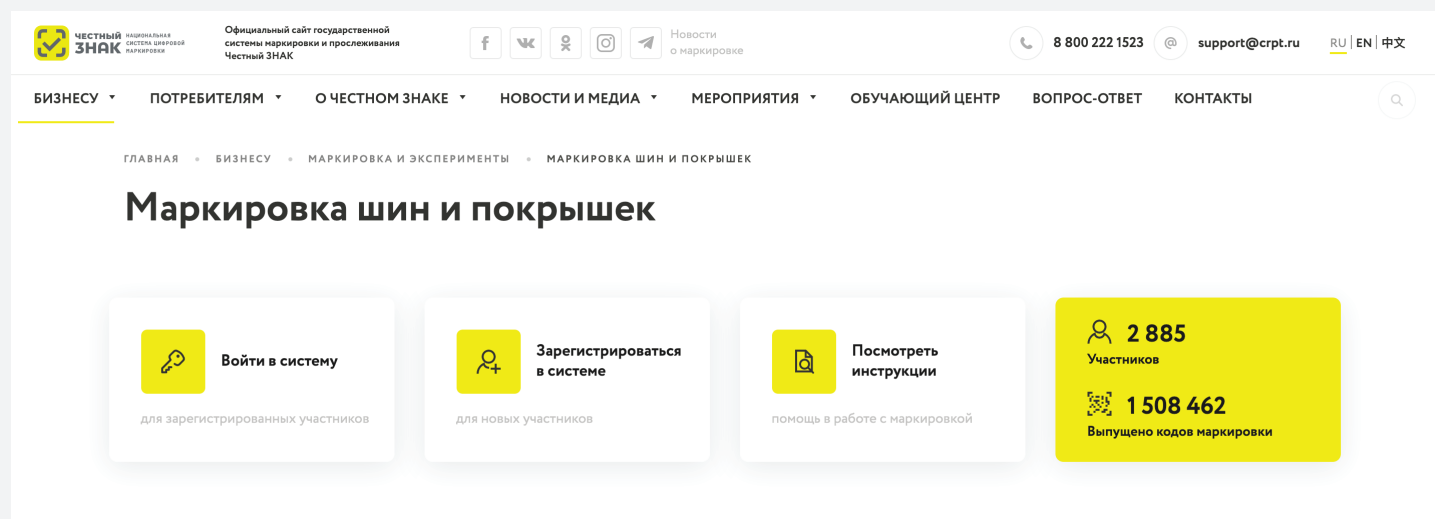 ЧЕСТНЫЙ
ЗНАК
НАЦИОНАЛЬНАЯ
СИСТЕМА ЦИФРОВОЙ
МАРКИРОВКИ
Официальный сайт государственной
системы маркировки и прослеживания
Честный ЗНАК
Новости
о маркировке
8 800 222 1523
@
support@crpt.ru
RU | EN | 中文
БИЗНЕСУ
ПОТРЕБИТЕЛЯМ
О ЧЕСТНОМ ЗНАКЕ
НОВОСТИ И МЕДИА
МЕРОПРИЯТИЯ
ОБУЧАЮЩИЙ ЦЕНТР
ВОПРОС-ОТВЕТ
КОНТАКТЫ
ГЛАВНАЯ • БИЗНЕСУ • МАРКИРОВКА И ЭКСПЕРИМЕНТЫ • МАРКИРОВКА ШИН И ПОКРЫШЕК
Маркировка шин и покрышек
Войти в систему
для зарегистрированных участников
Зарегистрироваться
в системе
для новых участников
Посмотреть
инструкции
помощь в работе с маркировкой
2 885
Участников
1 508 462
Выпущено кодов маркировки